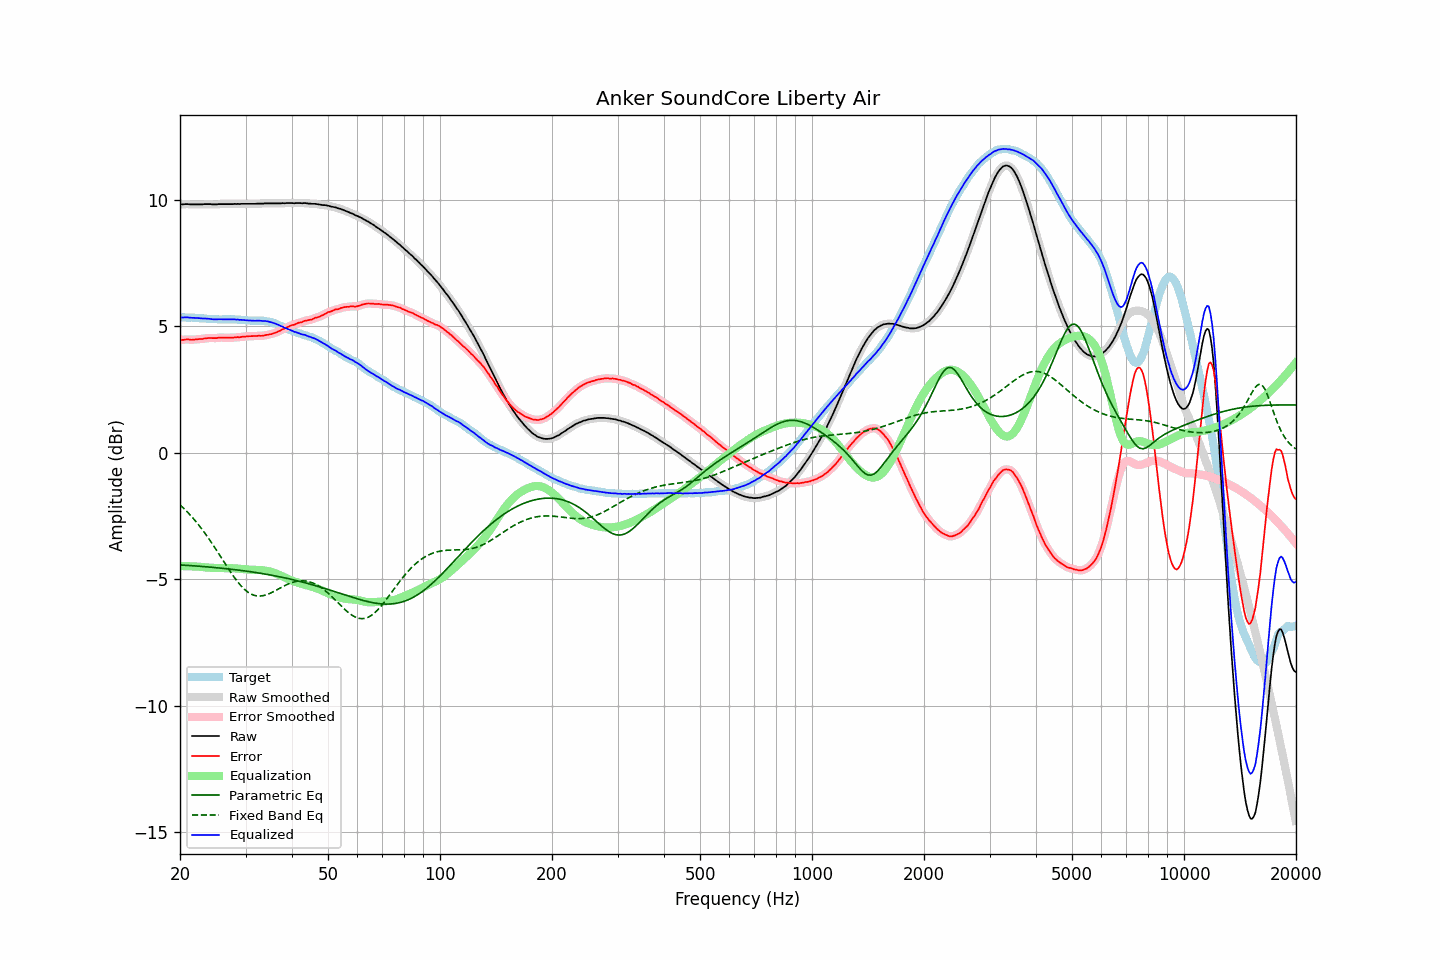 Anker SoundCore Liberty Air
Amplitude (dBr)
10
5
0
−5
−10
−15
Target
Raw Smoothed
Error Smoothed
Raw
Error
Equalization
Parametric Eq
Fixed Band Eq
Equalized
20 50 100 200 500 1000 2000 5000 10000 20000
Frequency (Hz)